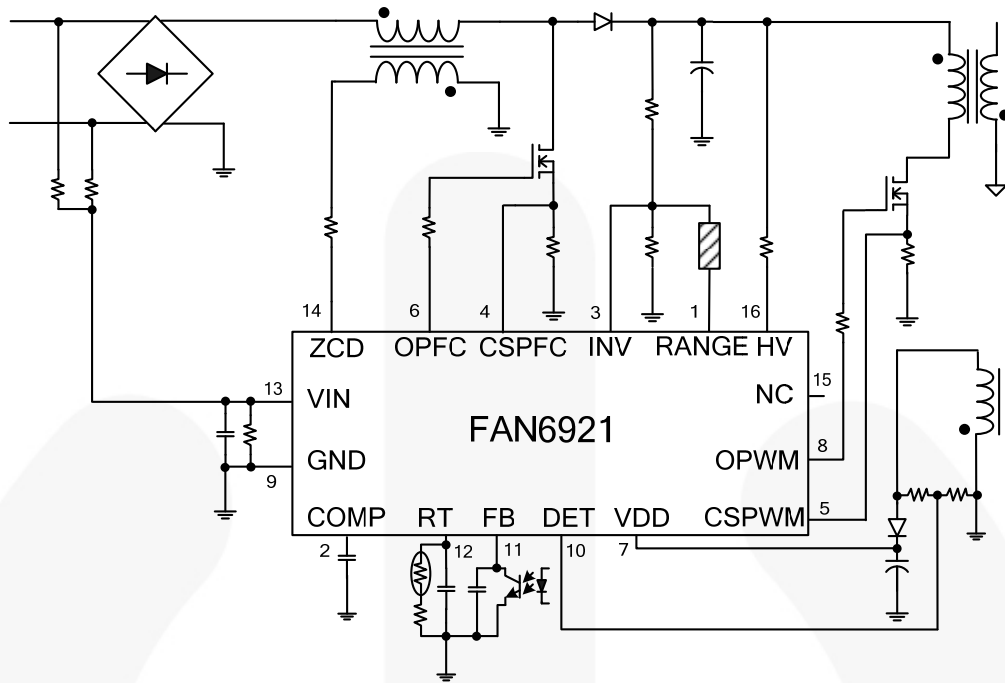 14 6 4 3 1 16
ZCD OPFC CSPFC INV RANGE HV
15
13
VIN
NC
FAN6921
GND
9
OPWM
8
COMP RT FB DET VDD CSPWM
5
2 12 11 10 7